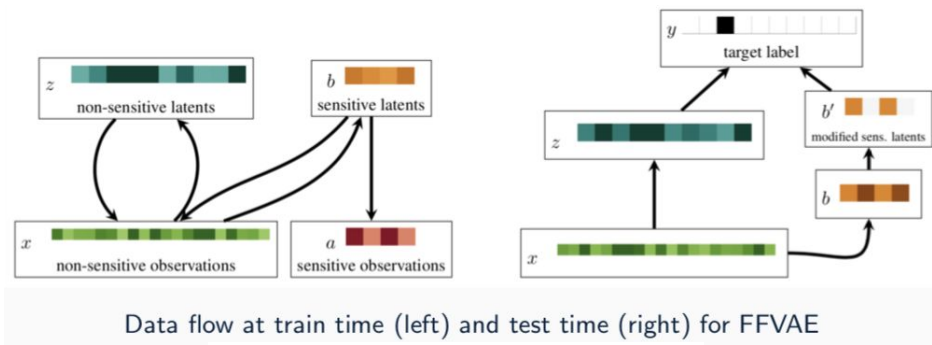 z
non-sensitive latents
b
sensitive latents
x
non-sensitive observations
a
sensitive observations
y
target label
z
b′
modified sens. latents
b
x
Data flow at train time (left) and test time (right) for FFVAE